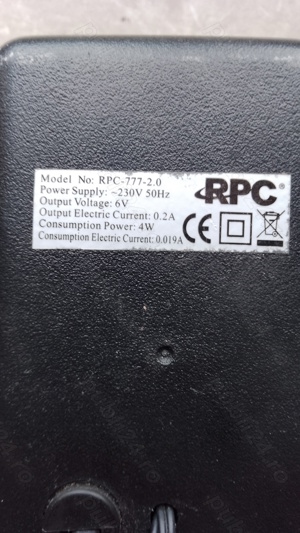 Model No: RPC-777-2.0
Power Supply: ~230V 50Hz
Output Voltage: 6V
Output Electric Current: 0.2A
Consumption Power: 4W
Consumption Electric Current: 0.019A
RPC®
CE